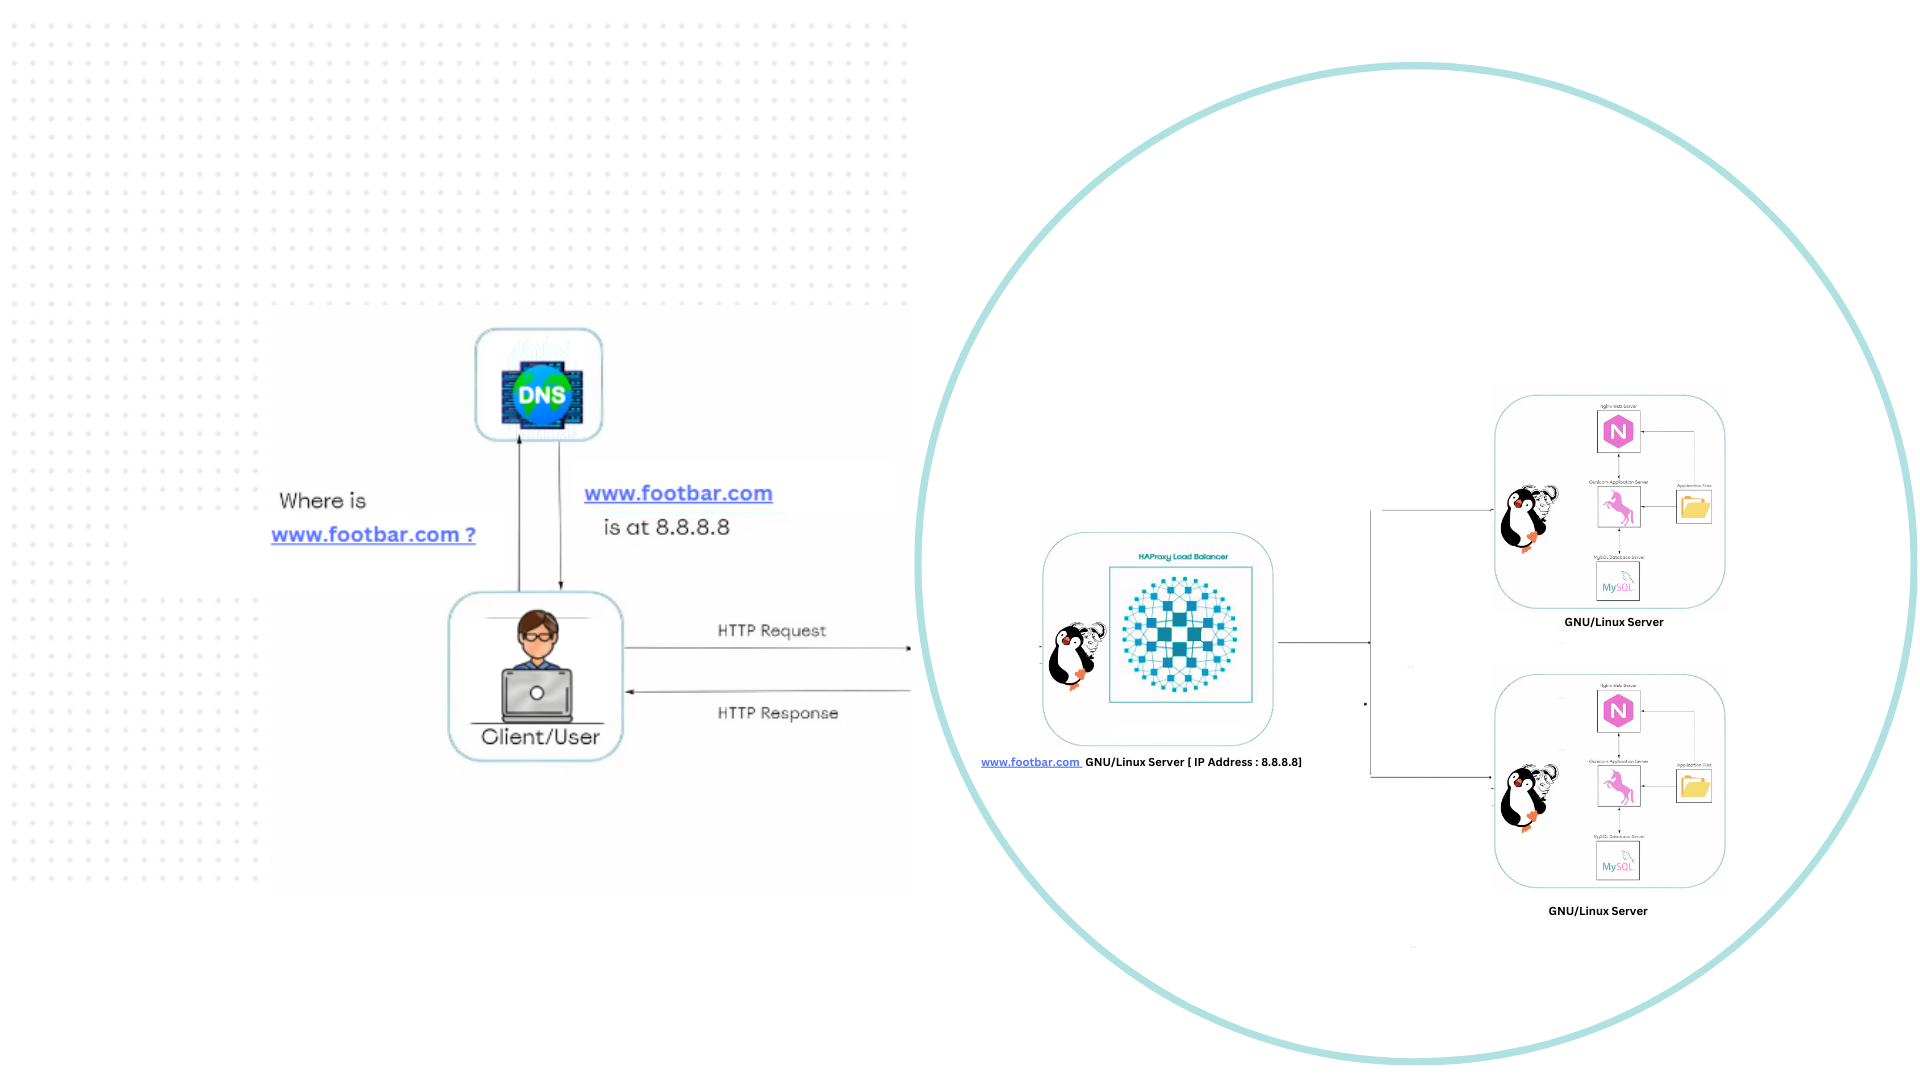 DNS
Where is
www.footbar.com ?
www.footbar.com
is at 8.8.8.8
HTTP Request
HTTP Response
Client/User
HAProxy Load Balancer
www.footbar.com GNU/Linux Server [ IP Address : 8.8.8.8]
Nginx Web Server
N
Gunicorn Application Server
Application Files
MySQL Database Server
MySQL
GNU/Linux Server
Nginx Web Server
N
Gunicorn Application Server
Application Files
MySQL Database Server
MySQL
GNU/Linux Server